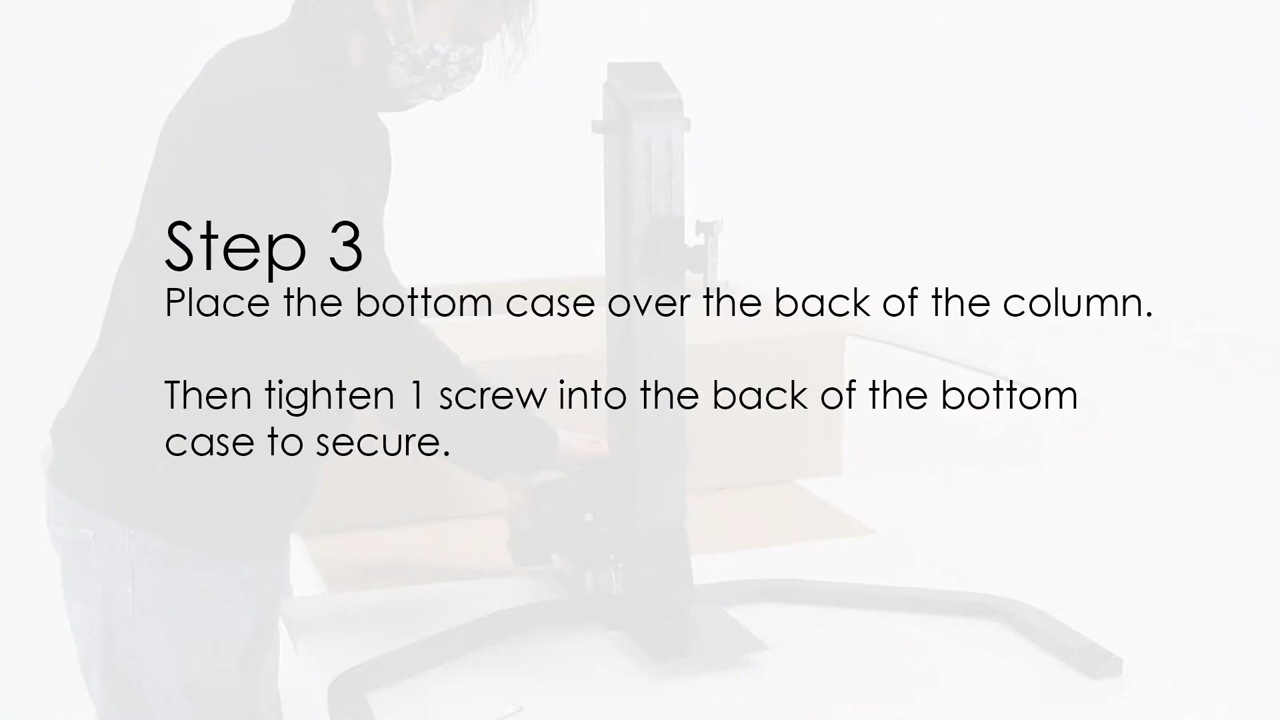 Step 3
Place the bottom case over the back of the column.
Then tighten 1 screw into the back of the bottom
case to secure.